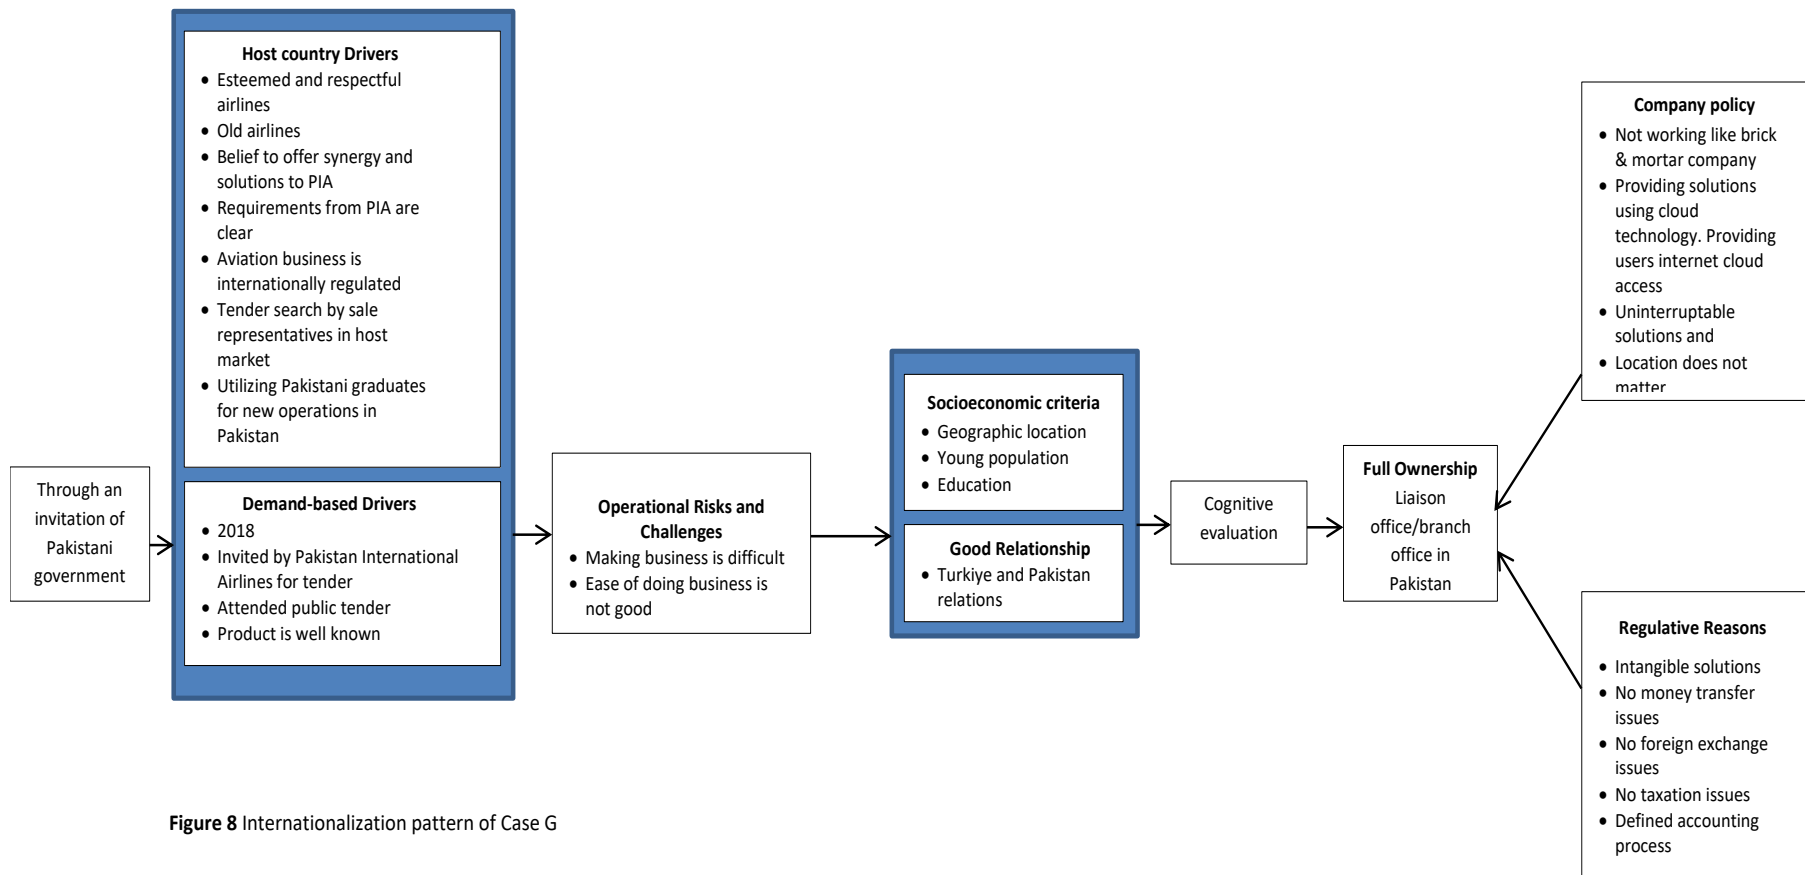 Through an
invitation of
Pakistani
government
Host country Drivers
• Esteemed and respectful
airlines
• Old airlines
• Belief to offer synergy and
solutions to PIA
• Requirements from PIA are
clear
• Aviation business is
internationally regulated
• Tender search by sale
representatives in host
market
• Utilizing Pakistani graduates
for new operations in
Pakistan
Demand-based Drivers
• 2018
• Invited by Pakistan International
Airlines for tender
• Attended public tender
• Product is well known
Operational Risks and
Challenges
• Making business is difficult
• Ease of doing business is
not good
Socioeconomic criteria
• Geographic location
• Young population
• Education
Good Relationship
• Turkiye and Pakistan
relations
Cognitive
evaluation
Full Ownership
Liaison
office/branch
office in
Pakistan
Company policy
• Not working like brick
& mortar company
• Providing solutions
using cloud
technology. Providing
users internet cloud
access
• Uninterruptable
solutions and
• Location does not
matter
Regulative Reasons
• Intangible solutions
• No money transfer
issues
• No foreign exchange
issues
• No taxation issues
• Defined accounting
process
Figure 8 Internationalization pattern of Case G